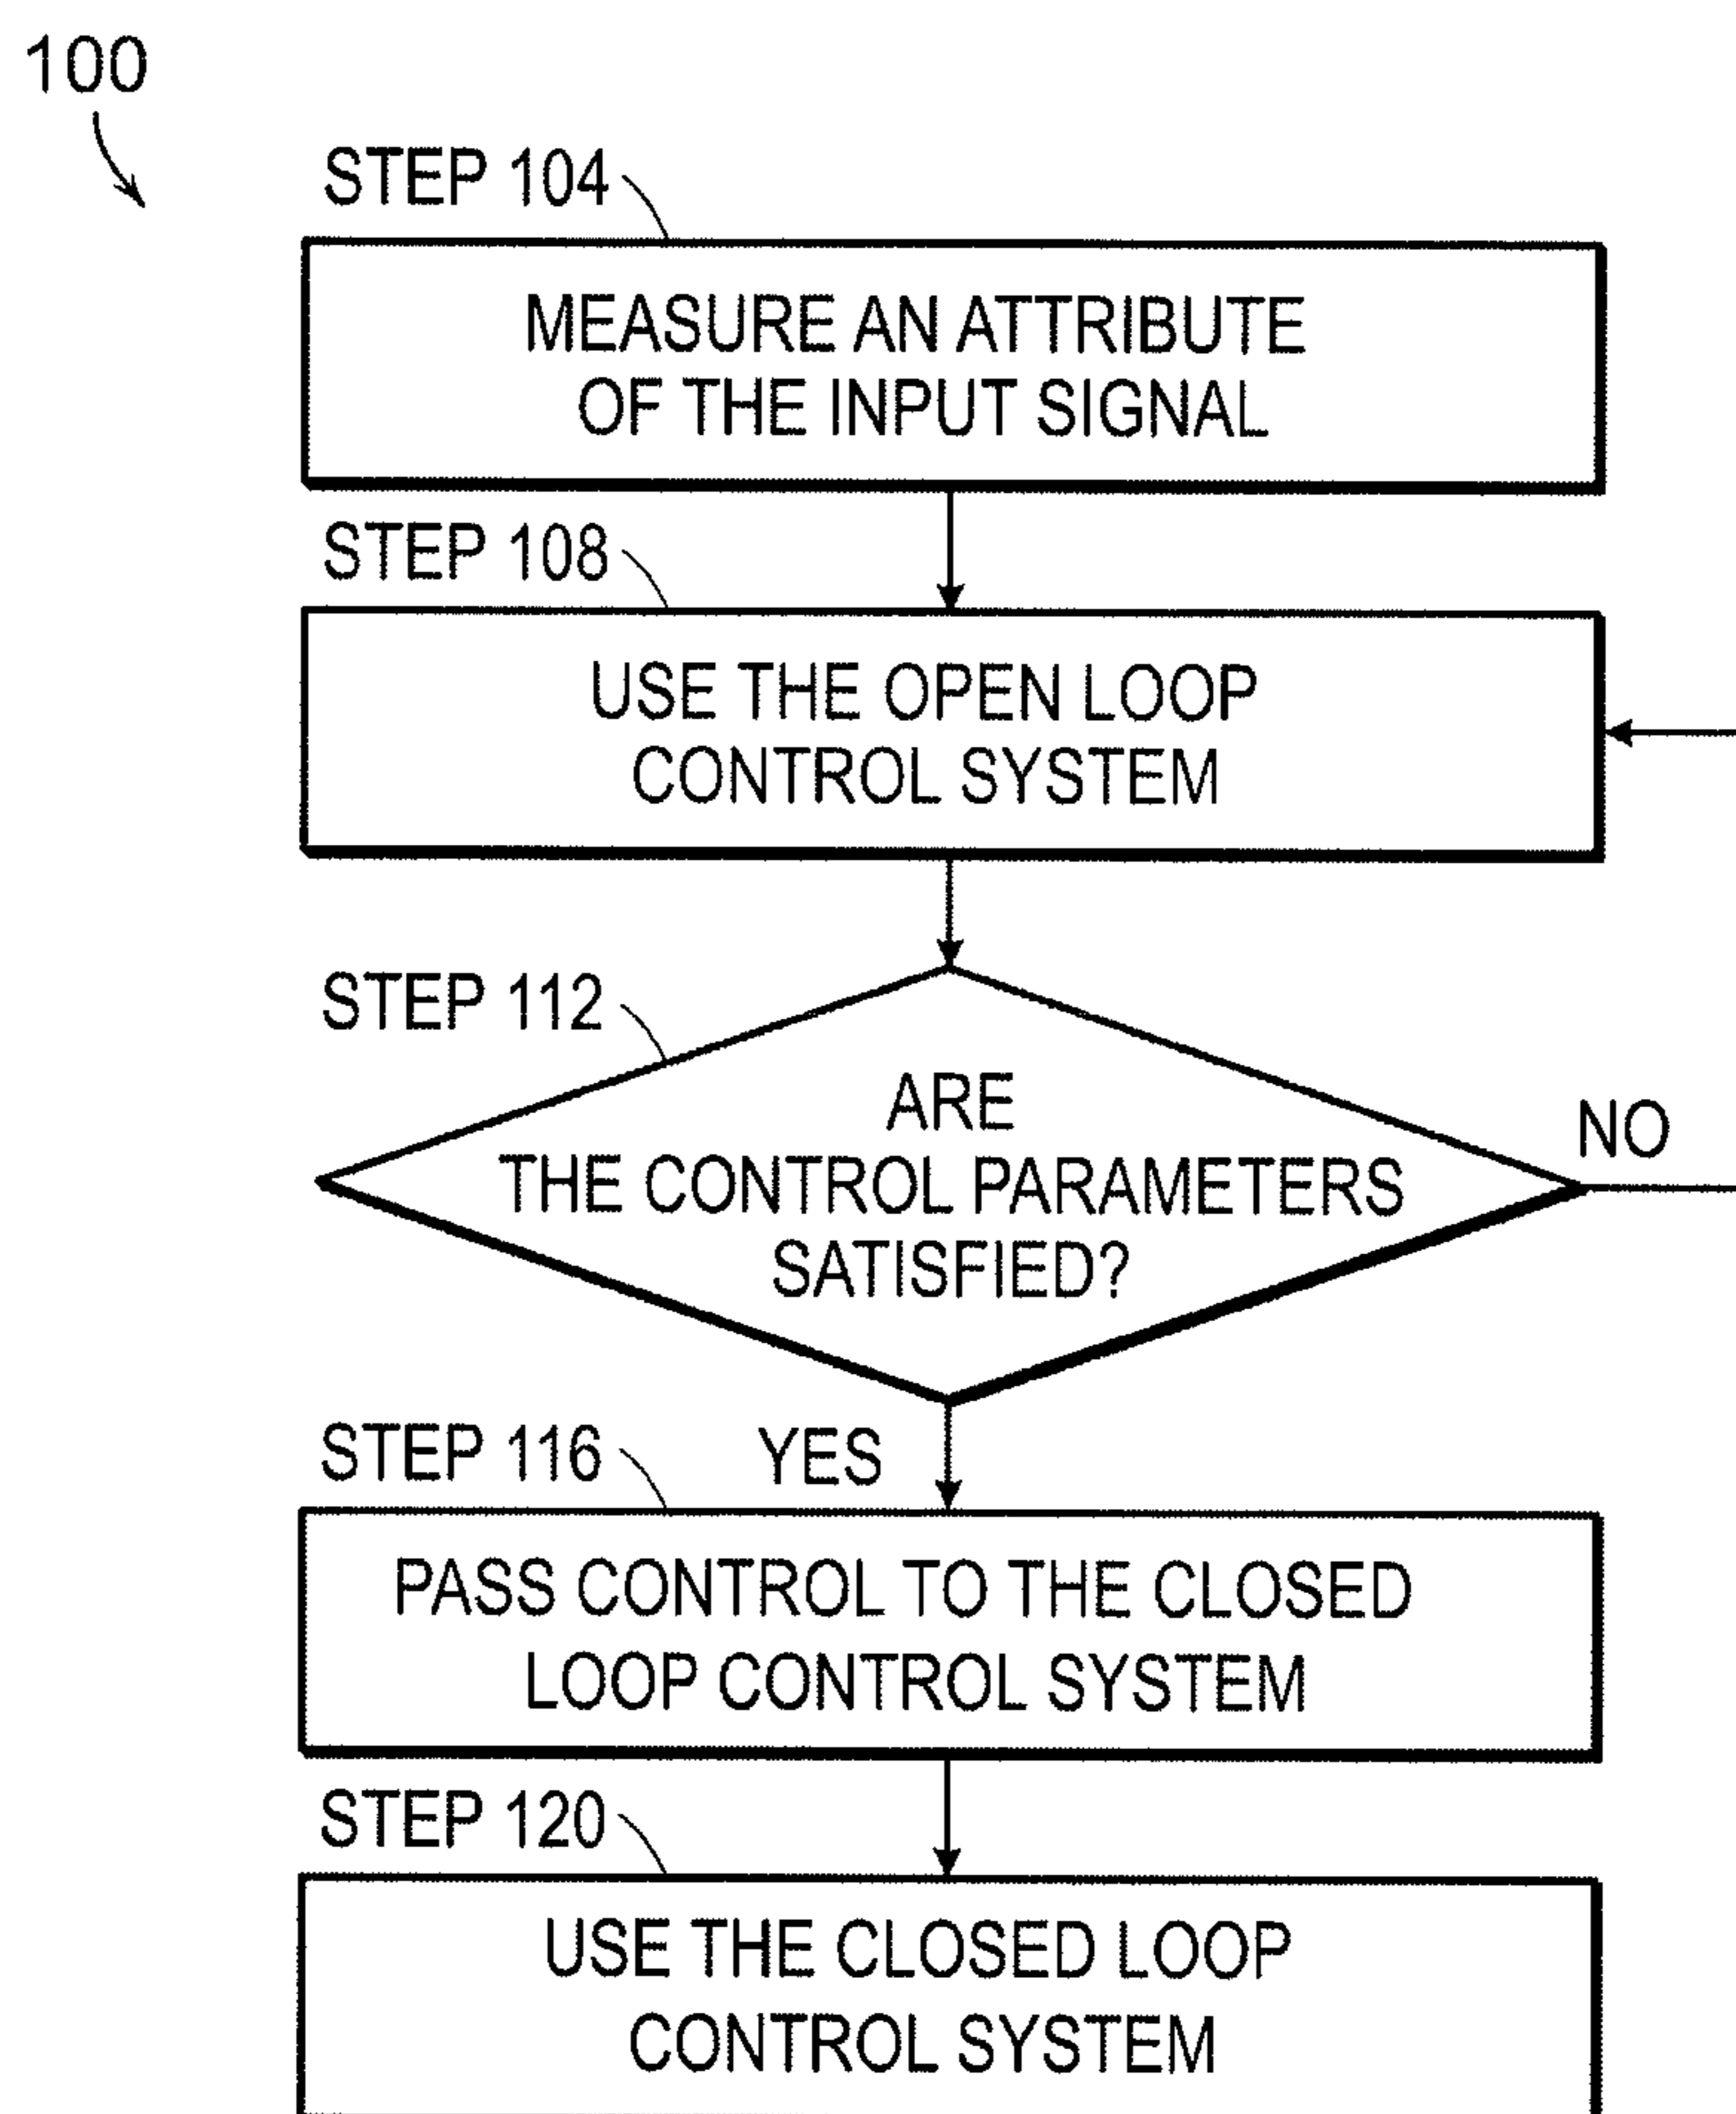 100
STEP 104
MEASURE AN ATTRIBUTE
OF THE INPUT SIGNAL
STEP 108
USE THE OPEN LOOP
CONTROL SYSTEM
STEP 112
ARE
THE CONTROL PARAMETERS
SATISFIED?
NO
STEP 116
YES
PASS CONTROL TO THE CLOSED
LOOP CONTROL SYSTEM
STEP 120
USE THE CLOSED LOOP
CONTROL SYSTEM